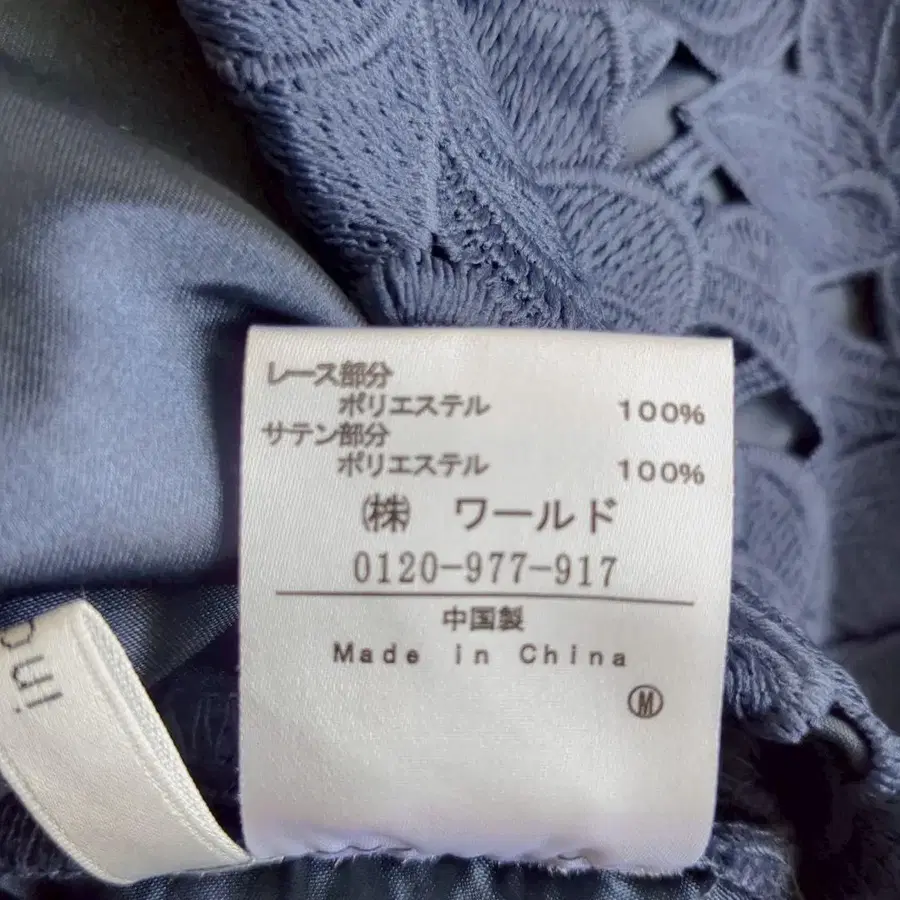 レース部分
ポリエステル 100%
サテン部分
ポリエステル 100%
㈱ ワールド
0120-977-917
中国製
Made in China
Ⓜ